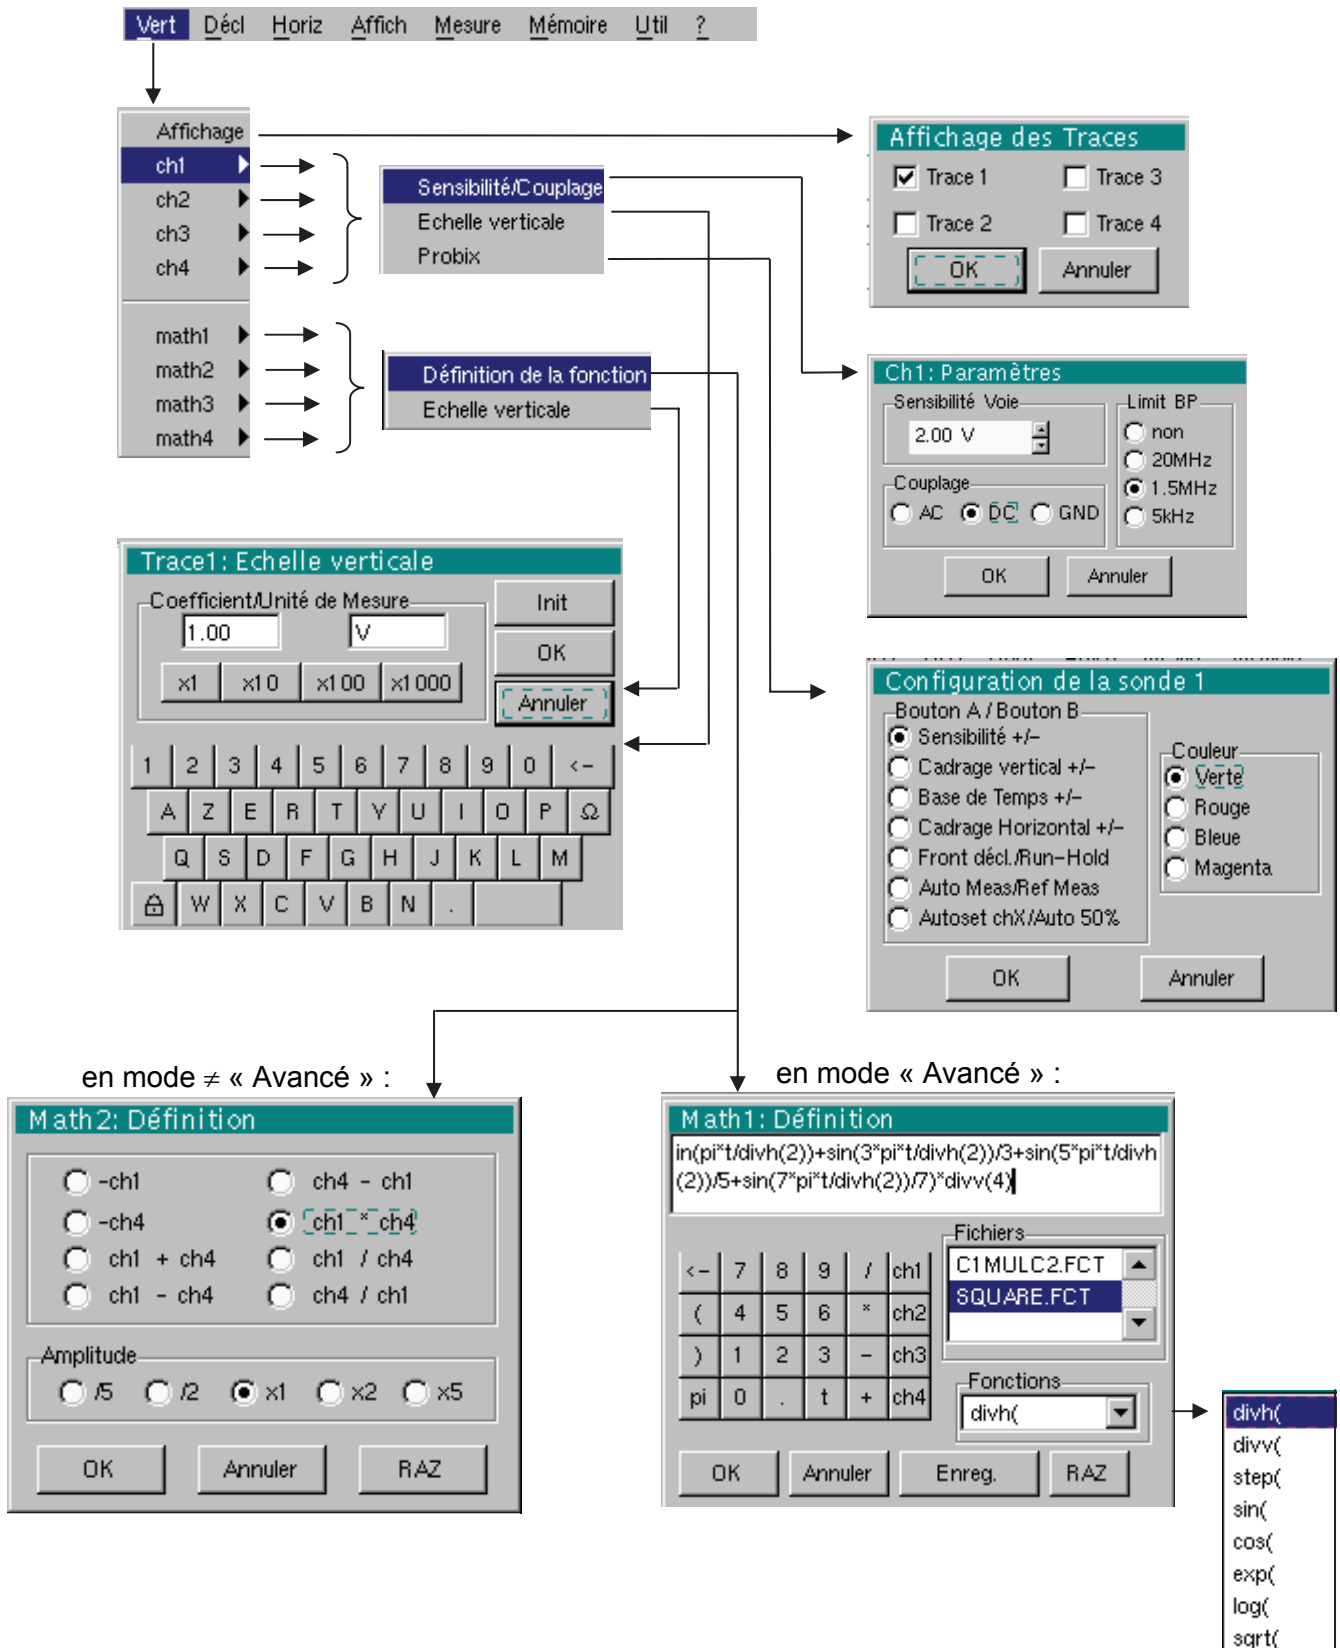 Vert Décl Horiz Affich Mesure Mémoire Util ?
Affichage
ch1
ch2
ch3
ch4
math1
math2
math3
math4
Sensibilité/Couplage
Echelle verticale
Probix
Définition de la fonction
Echelle verticale
Affichage des Traces
Trace 1 Trace 3
Trace 2 Trace 4
OK Annuler
Ch1: Paramètres
Sensibilité Voie
2.00 V
Couplage
AC DC GND
Limit BP
non
20MHz
1.5MHz
5kHz
OK Annuler
Trace1: Echelle verticale
Coefficient/Unité de Mesure
1.00 V
x1 x10 x100 x1000
Init
OK
Annuler
1 2 3 4 5 6 7 8 9 0 <-
A Z E R T Y U I O P Ω
Q S D F G H J K L M
W X C V B N .
Configuration de la sonde 1
Bouton A / Bouton B
Sensibilité +/-
Cadrage vertical +/-
Base de Temps +/-
Cadrage Horizontal +/-
Front décl./Run-Hold
Auto Meas/Ref Meas
Autoset chX/Auto 50%
Couleur
Verte
Rouge
Bleue
Magenta
OK Annuler
en mode ≠ « Avancé » :
Math2: Définition
-ch1 ch4 - ch1
-ch4 ch1 * ch4
ch1 + ch4 ch1 / ch4
ch1 - ch4 ch4 / ch1
Amplitude
/5 /2 x1 x2 x5
OK Annuler RAZ
en mode « Avancé » :
Math1: Définition
in(pi*t/divh(2))+sin(3*pi*t/divh(2))/3+sin(5*pi*t/divh
(2))/5+sin(7*pi*t/divh(2))/7)*divv(4)
<- 7 8 9 / ch1
( 4 5 6 * ch2
) 1 2 3 - ch3
pi 0 . t + ch4
Fichiers
C1MULC2.FCT
SQUARE.FCT
Fonctions
divh(
OK Annuler Enreg. RAZ
divh(
divv(
step(
sin(
cos(
exp(
log(
sqrt(